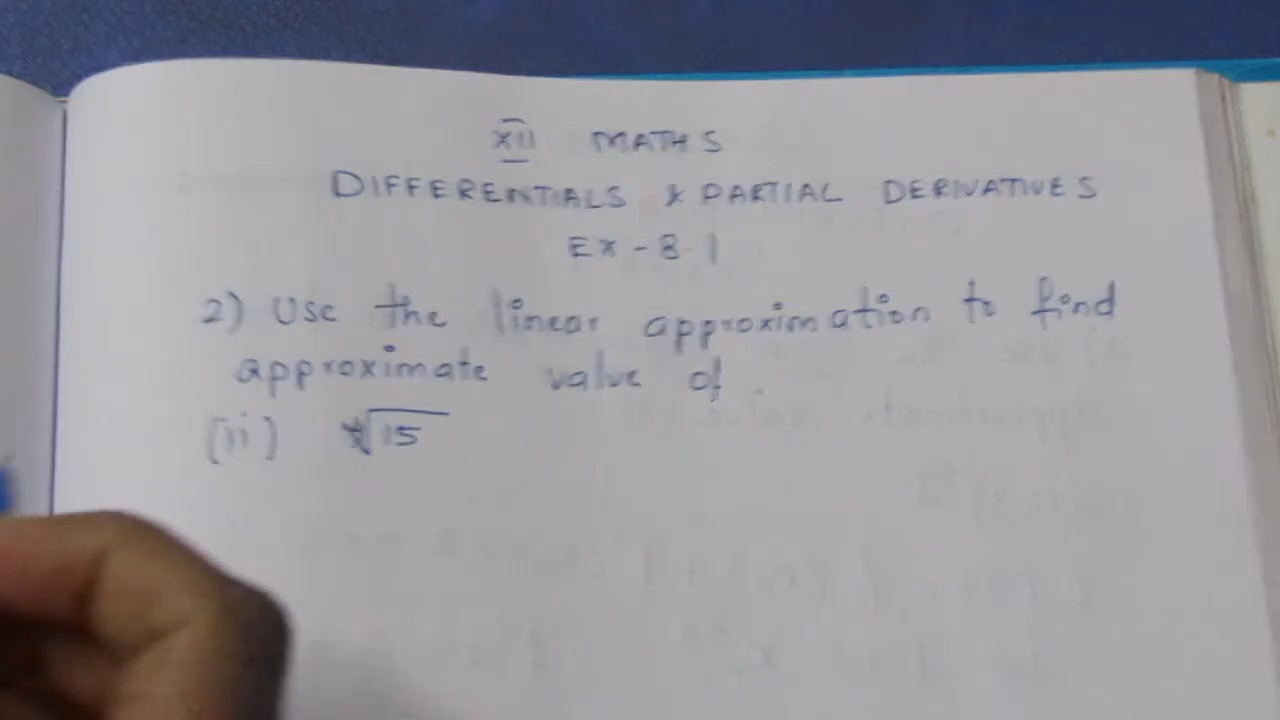 XII MATHS
DIFFERENTIALS & PARTIAL DERIVATIVES
EX - 8.1
2) Use the linear approximation to find
approximate value of
(ii) ∜15